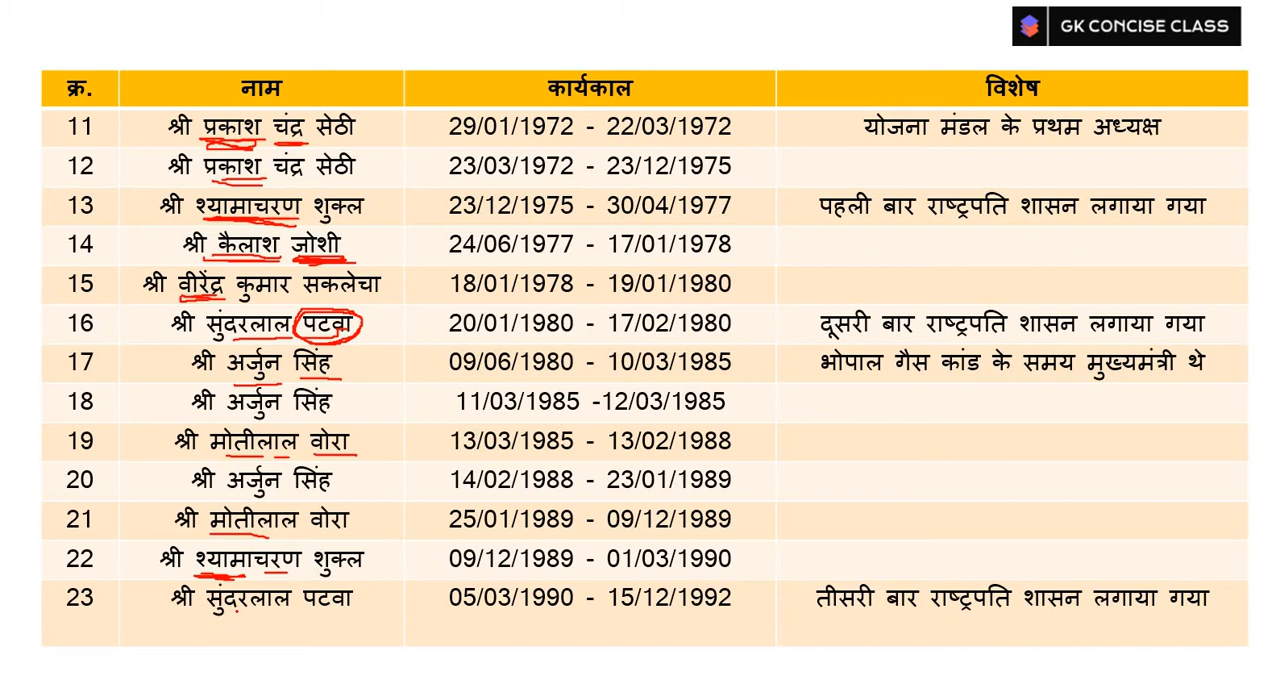 GK CONCISE CLASS
क्र. नाम कार्यकाल विशेष
11 श्री प्रकाश चंद्र सेठी 29/01/1972 - 22/03/1972 योजना मंडल के प्रथम अध्यक्ष
12 श्री प्रकाश चंद्र सेठी 23/03/1972 - 23/12/1975
13 श्री श्यामाचरण शुक्ल 23/12/1975 - 30/04/1977 पहली बार राष्ट्रपति शासन लगाया गया
14 श्री कैलाश जोशी 24/06/1977 - 17/01/1978
15 श्री वीरेंद्र कुमार सकलेचा 18/01/1978 - 19/01/1980
16 श्री सुंदरलाल पटवा 20/01/1980 - 17/02/1980 दूसरी बार राष्ट्रपति शासन लगाया गया
17 श्री अर्जुन सिंह 09/06/1980 - 10/03/1985 भोपाल गैस कांड के समय मुख्यमंत्री थे
18 श्री अर्जुन सिंह 11/03/1985 -12/03/1985
19 श्री मोतीलाल वोरा 13/03/1985 - 13/02/1988
20 श्री अर्जुन सिंह 14/02/1988 - 23/01/1989
21 श्री मोतीलाल वोरा 25/01/1989 - 09/12/1989
22 श्री श्यामाचरण शुक्ल 09/12/1989 - 01/03/1990
23 श्री सुंदरलाल पटवा 05/03/1990 - 15/12/1992 तीसरी बार राष्ट्रपति शासन लगाया गया